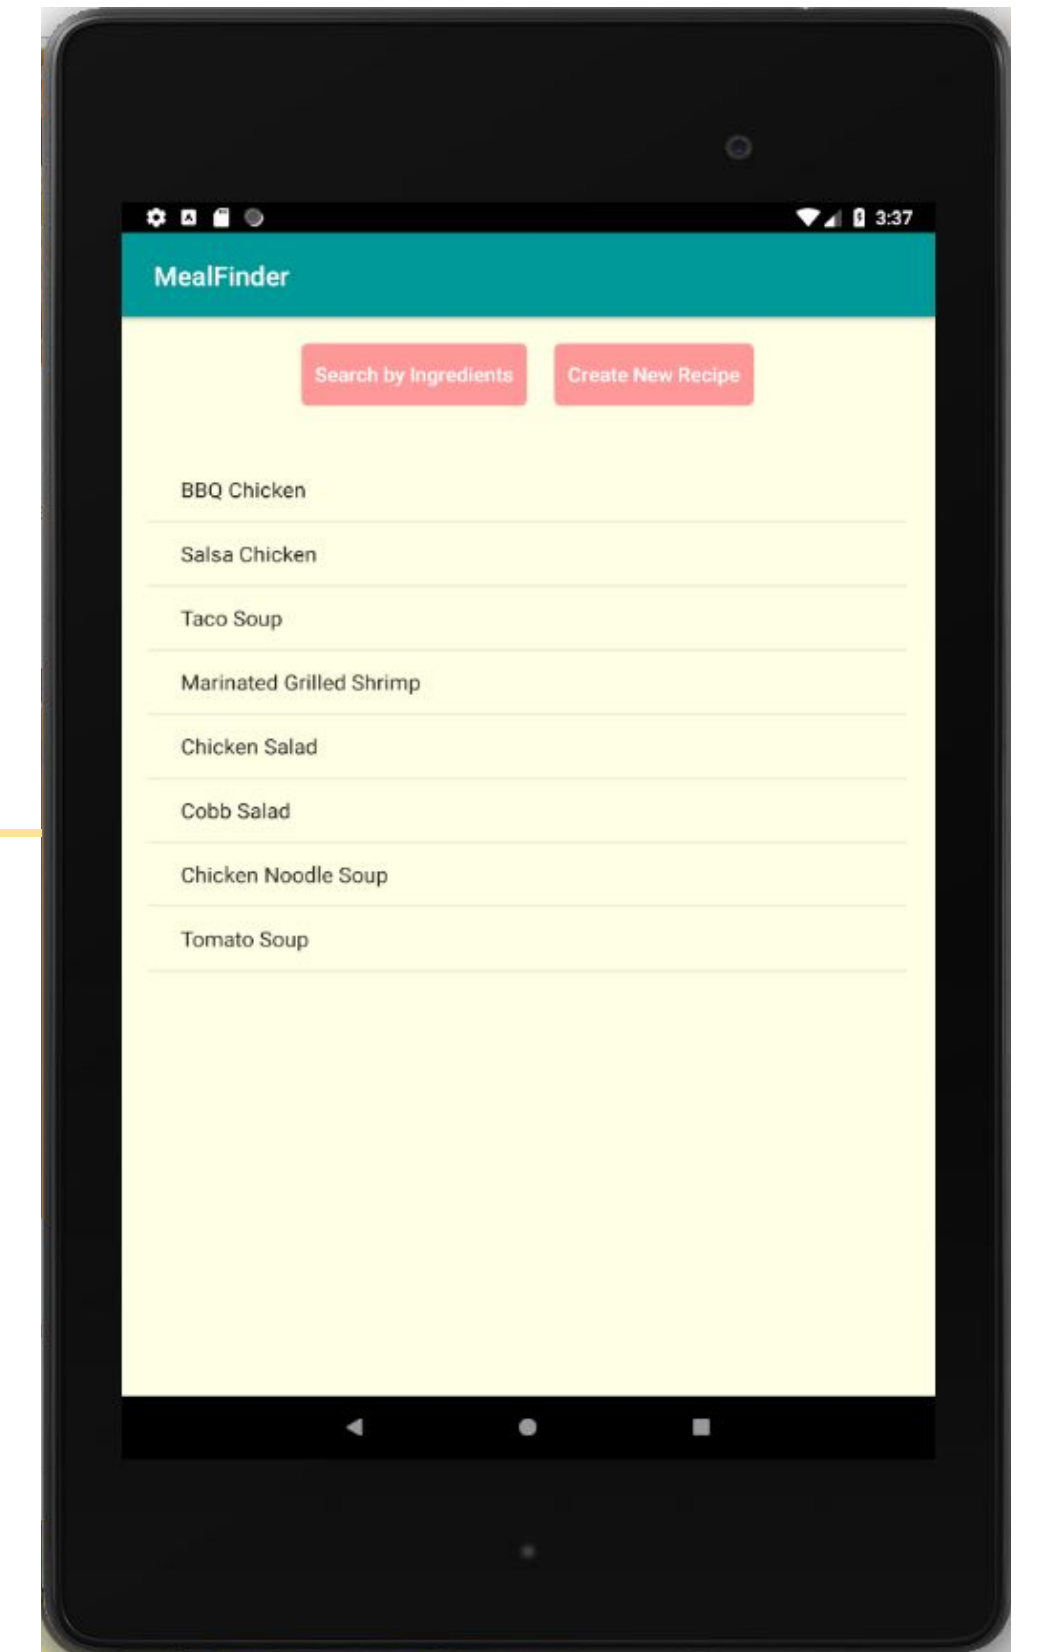 3:37
MealFinder
Search by Ingredients Create New Recipe
BBQ Chicken
Salsa Chicken
Taco Soup
Marinated Grilled Shrimp
Chicken Salad
Cobb Salad
Chicken Noodle Soup
Tomato Soup